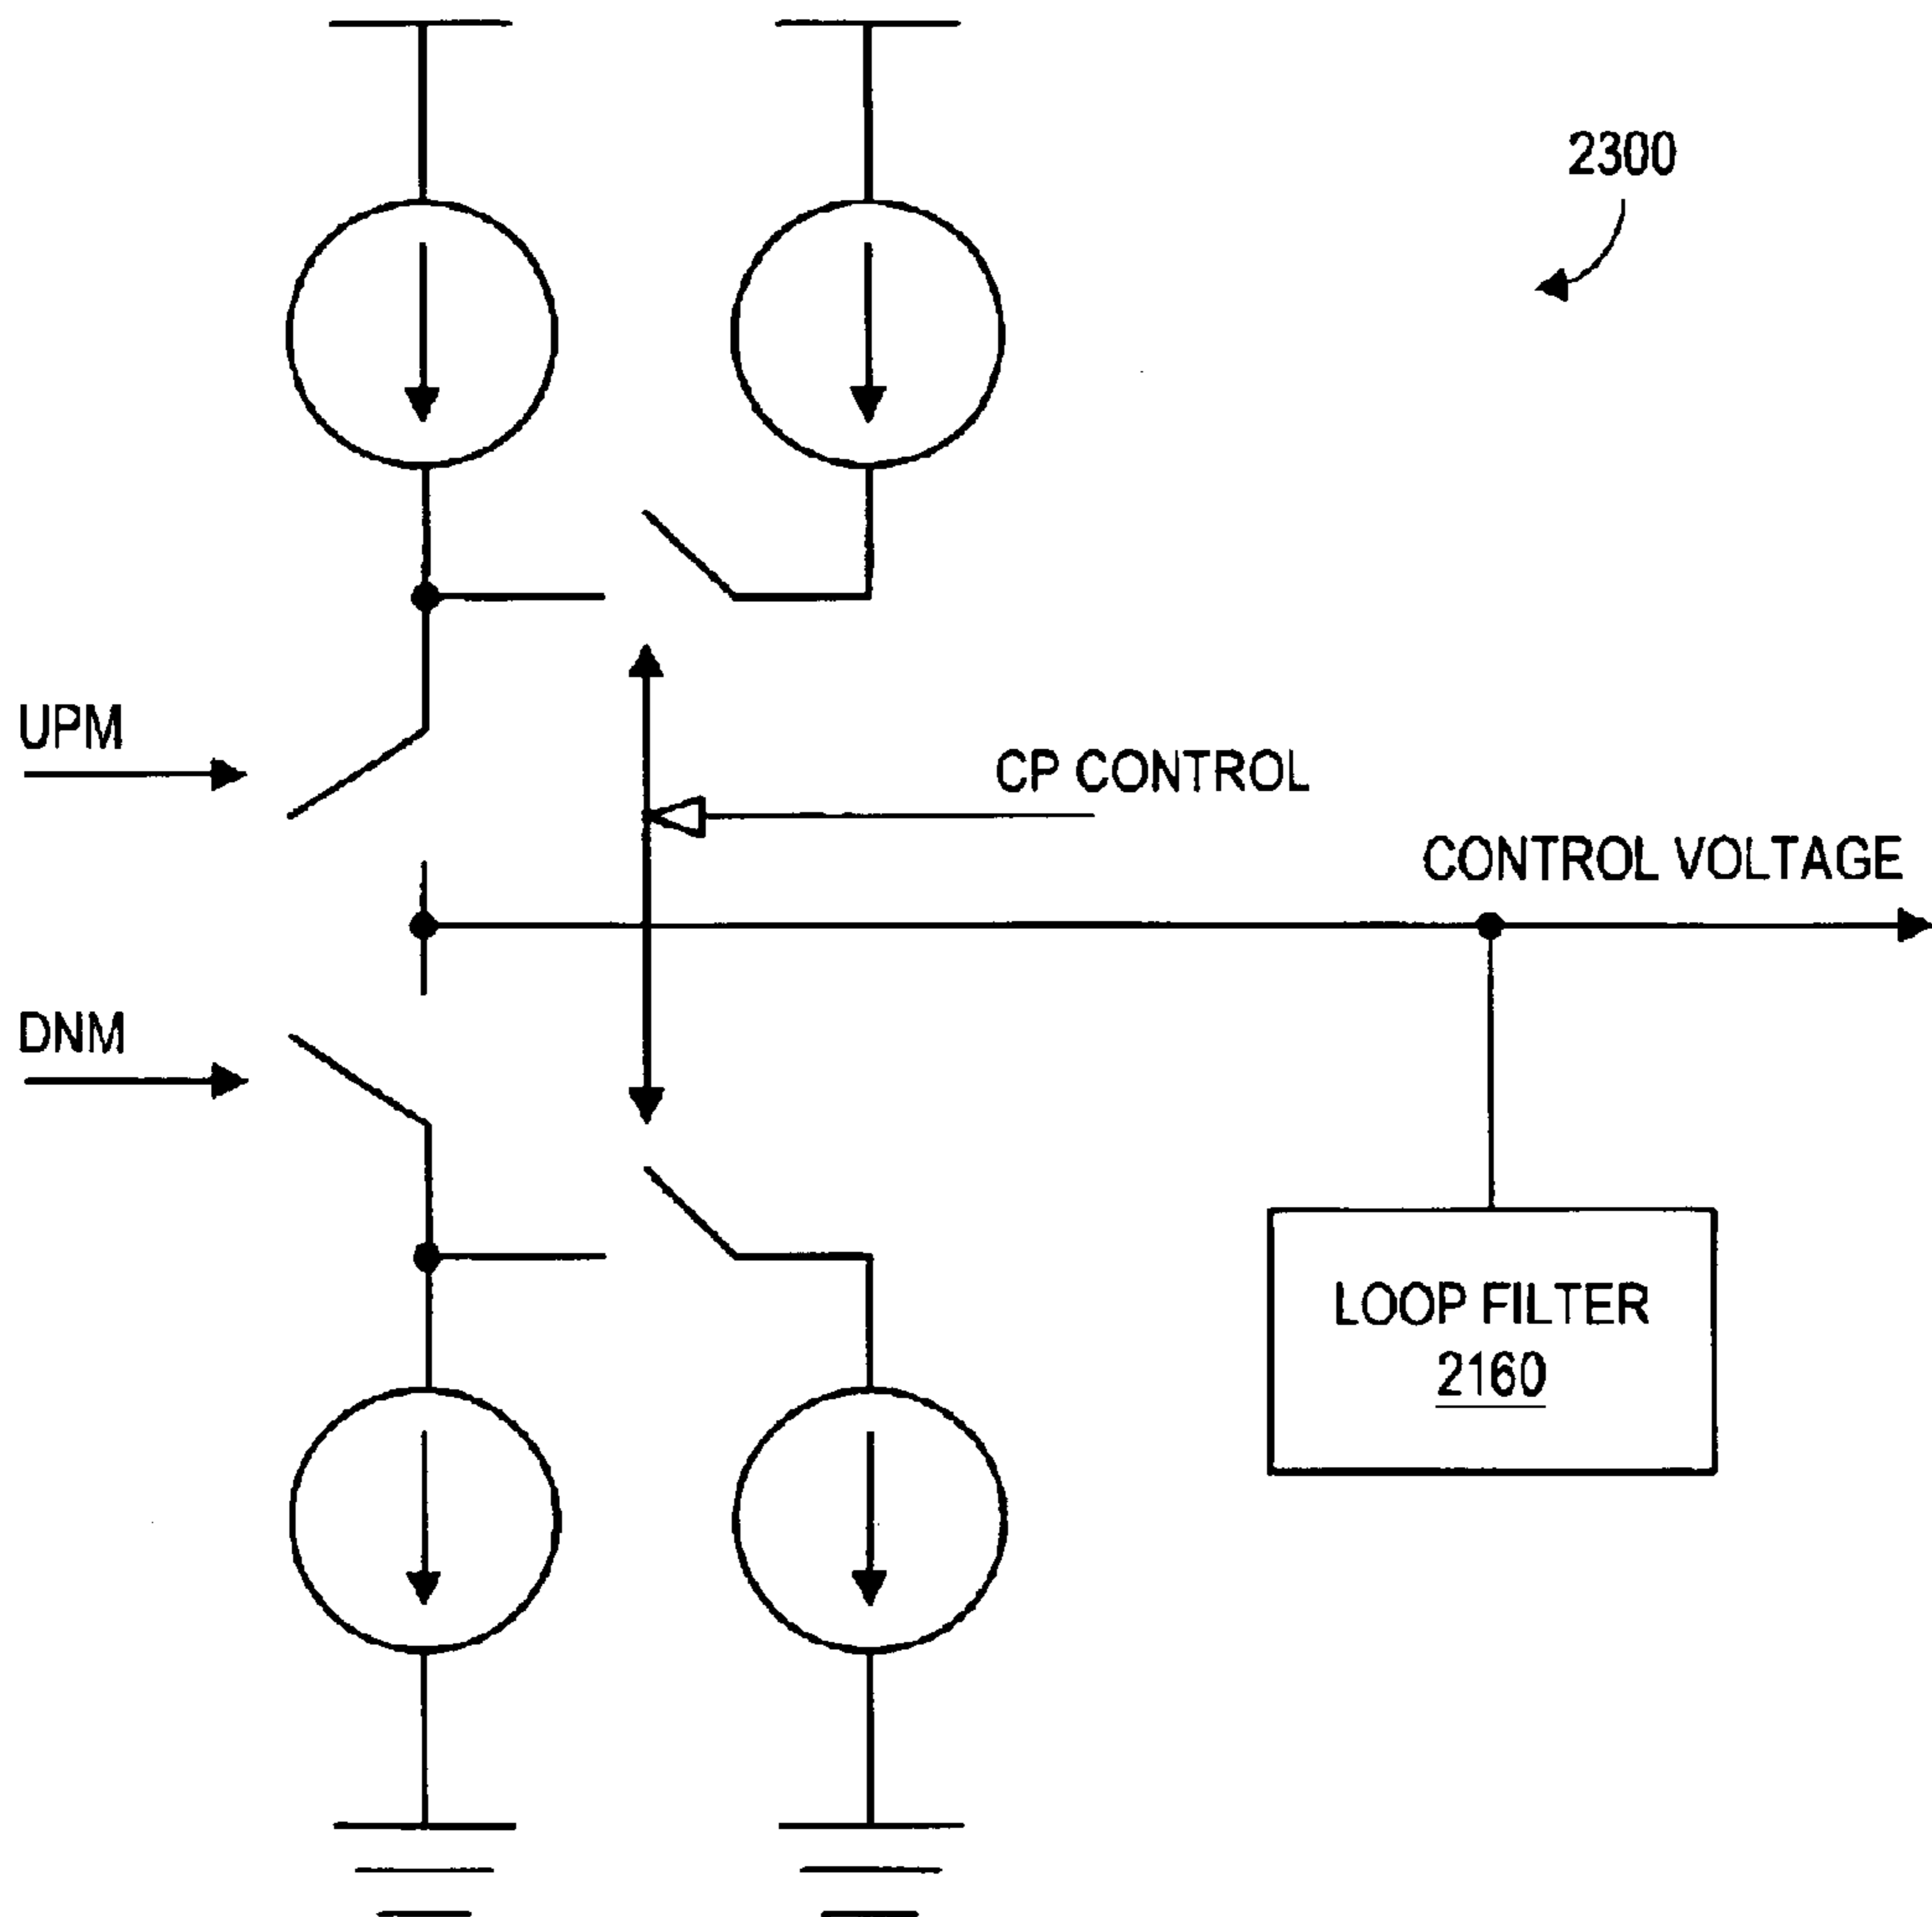 2300
UPM
CP CONTROL
CONTROL VOLTAGE
DNM
LOOP FILTER
2160